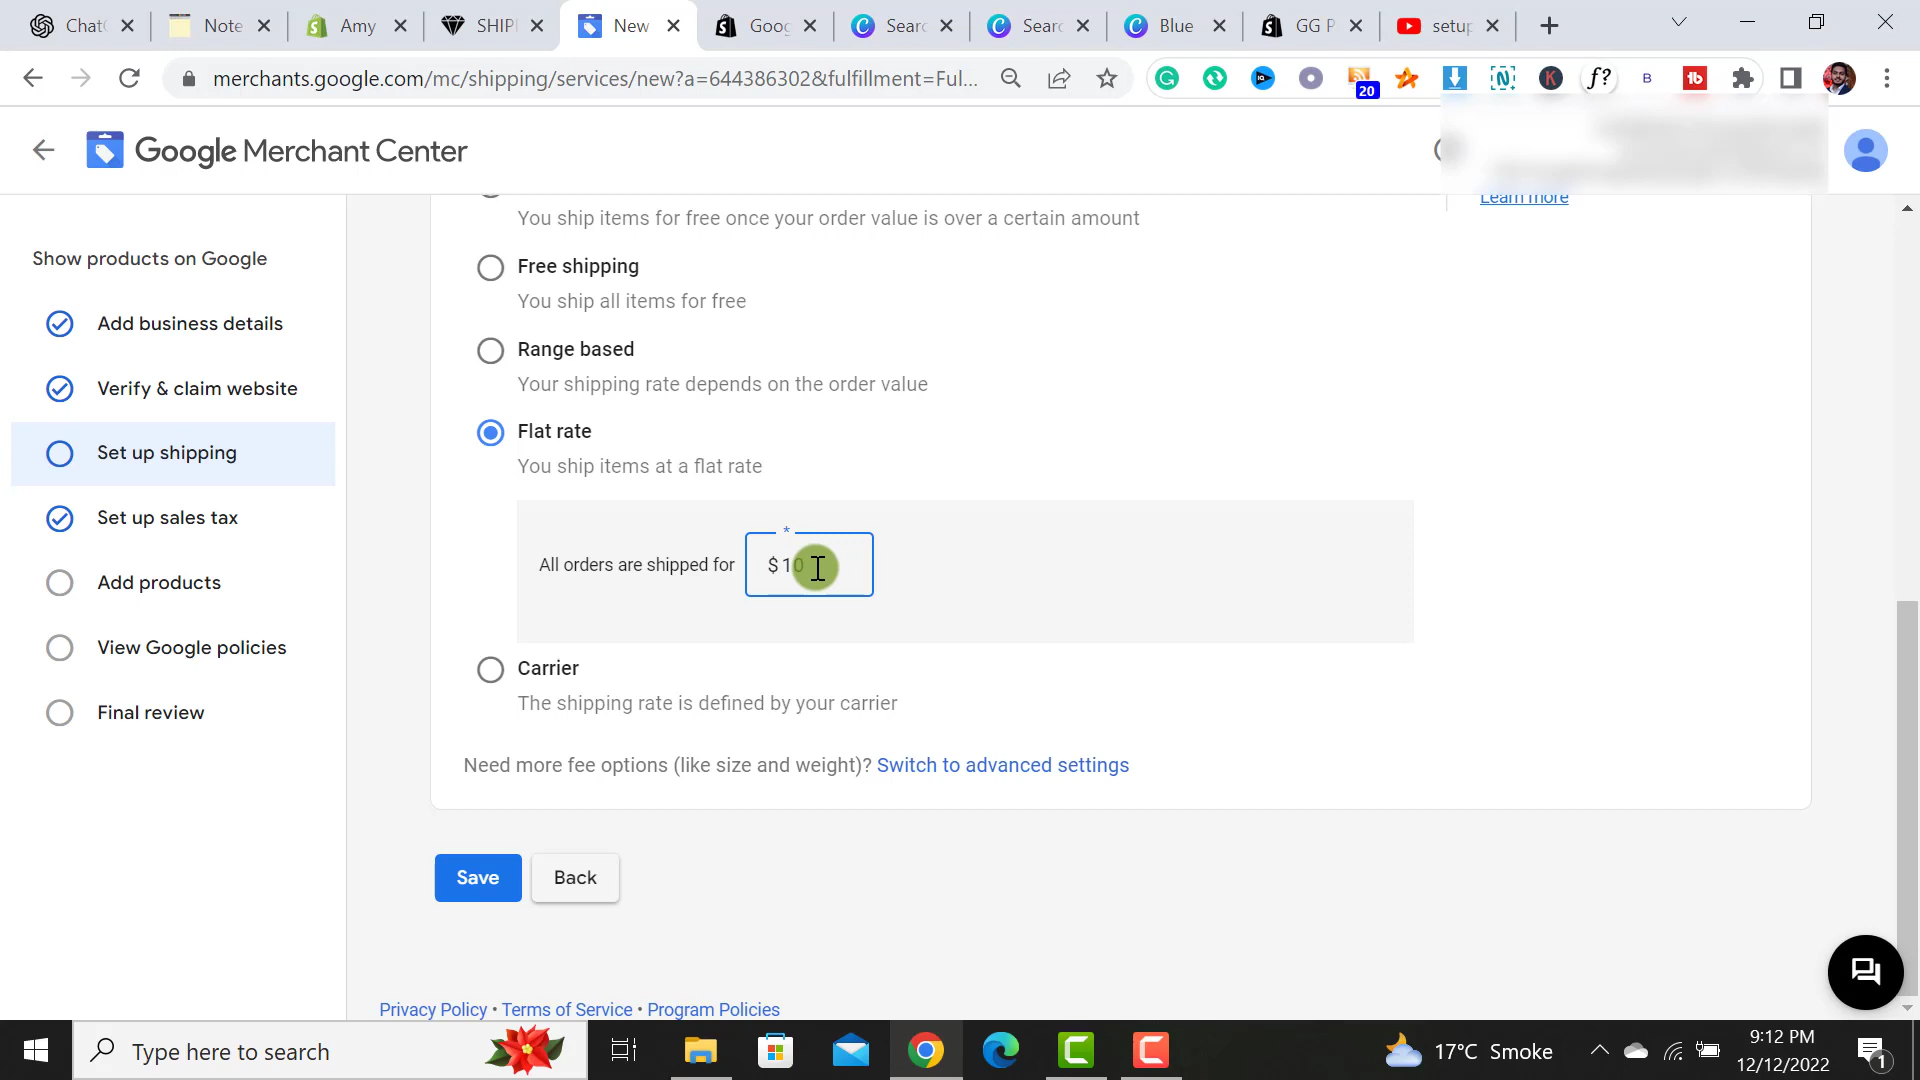 Chat
Note
Amy
SHIPI
New
Goog
Searc
Searc
Blue
GG P
setup
merchants.google.com/mc/shipping/services/new?a=644386302&fulfillment=Ful...
f?
B
tb
20
Google Merchant Center
Learn more
Show products on Google
Add business details
Verify & claim website
Set up shipping
Set up sales tax
Add products
View Google policies
Final review
You ship items for free once your order value is over a certain amount
Free shipping
You ship all items for free
Range based
Your shipping rate depends on the order value
Flat rate
You ship items at a flat rate
*
All orders are shipped for $ 10
Carrier
The shipping rate is defined by your carrier
Need more fee options (like size and weight)? Switch to advanced settings
Save
Back
Privacy Policy • Terms of Service • Program Policies
Type here to search
17°C Smoke
9:12 PM
12/12/2022
1